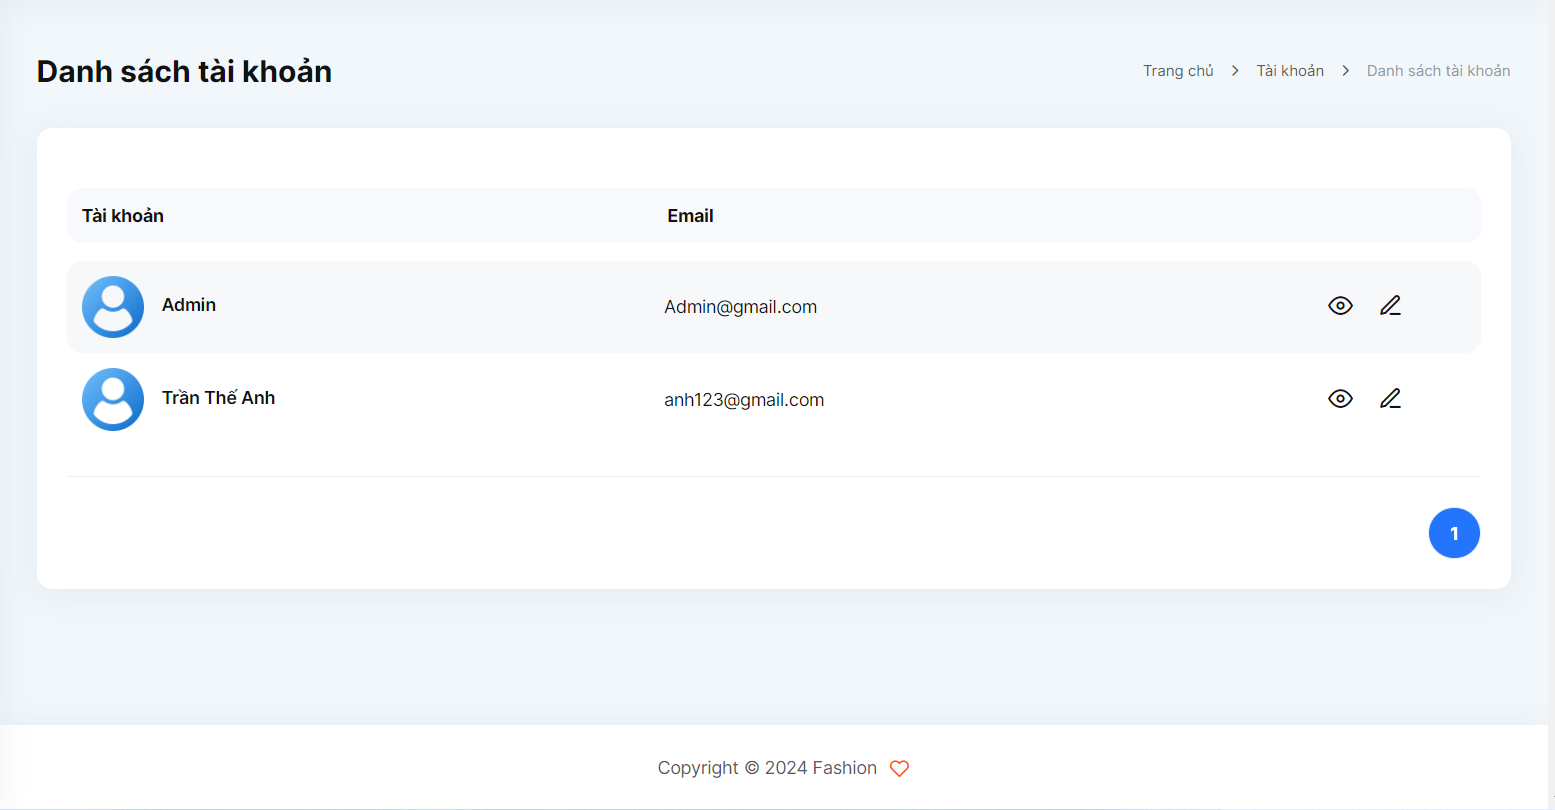 Danh sách tài khoản
Trang chủ > Tài khoản > Danh sách tài khoản
Tài khoản Email
Admin Admin@gmail.com
Trần Thế Anh anh123@gmail.com
1
Copyright © 2024 Fashion